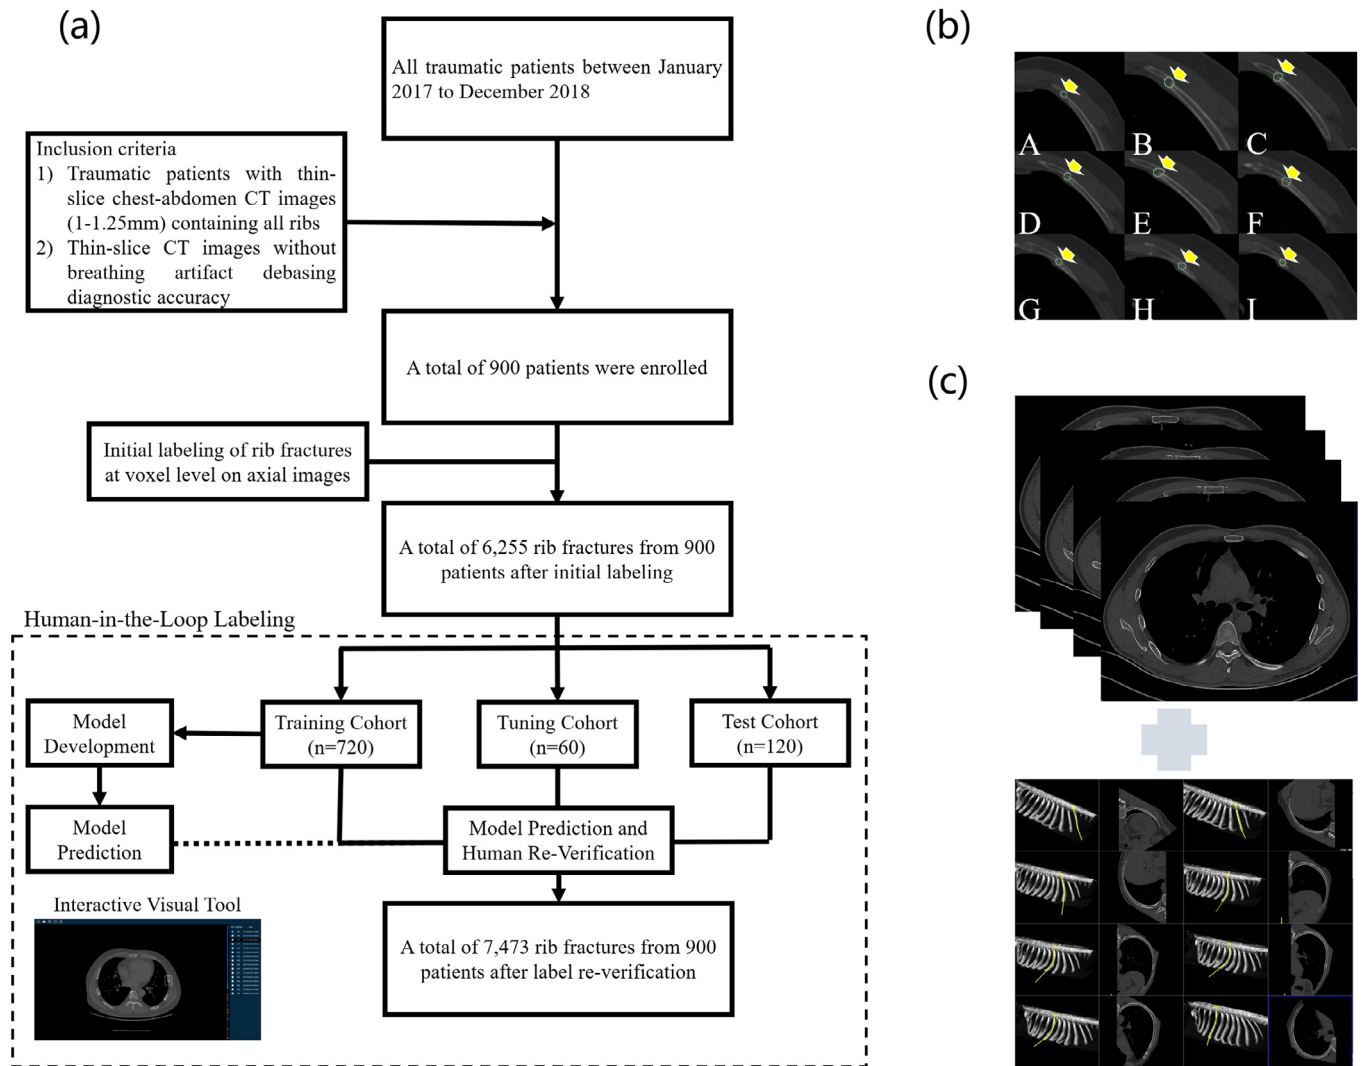 (a)
All traumatic patients between January
2017 to December 2018
Inclusion criteria
1) Traumatic patients with thin-
slice chest-abdomen CT images
(1-1.25mm) containing all ribs
2) Thin-slice CT images without
breathing artifact debasing
diagnostic accuracy
A total of 900 patients were enrolled
Initial labeling of rib fractures
at voxel level on axial images
A total of 6,255 rib fractures from 900
patients after initial labeling
Human-in-the-Loop Labeling
Model
Development
Training Cohort
(n=720)
Tuning Cohort
(n=60)
Test Cohort
(n=120)
Model
Prediction
Model Prediction and
Human Re-Verification
Interactive Visual Tool
A total of 7,473 rib fractures from 900
patients after label re-verification
(b)
A
B
C
D
E
F
G
H
I
(c)